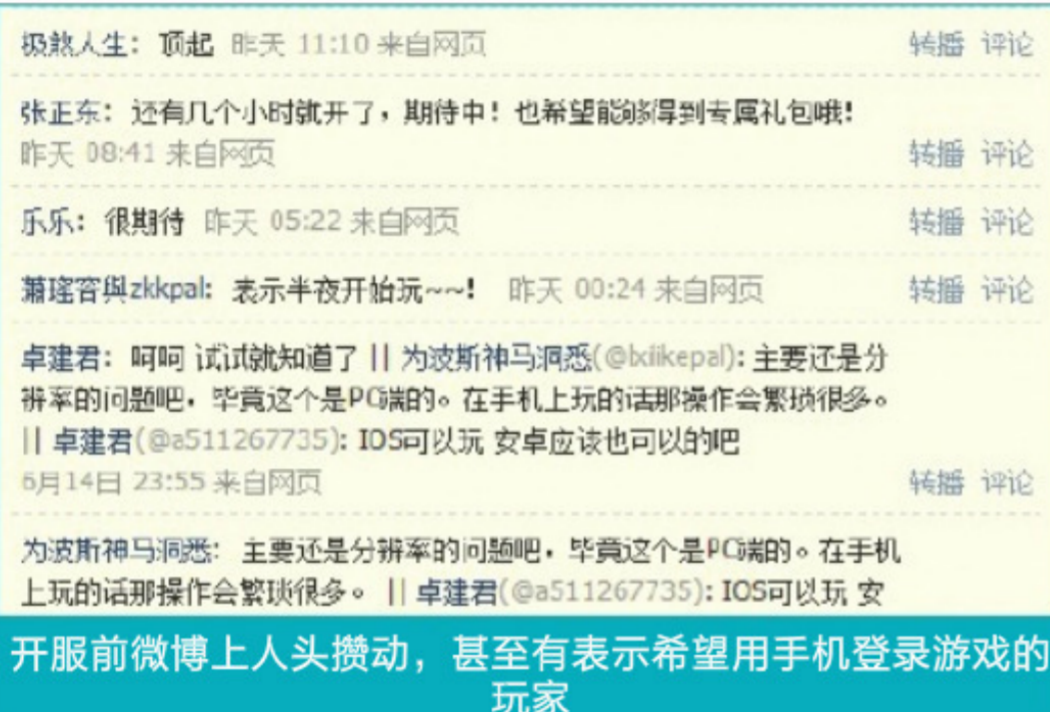 极煞人生：顶起 昨天 11:10 来自网页 转播 评论
张正东：还有几个小时就开了，期待中！也希望能够得到专属礼包哦！
昨天 08:41 来自网页 转播 评论
乐乐：很期待 昨天 05:22 来自网页 转播 评论
萧瑶容與zkkpal：表示半夜开始玩~~！ 昨天 00:24 来自网页 转播 评论
卓建君：呵呵 试试就知道了 || 为波斯神马洞悉(@lxiikepal)：主要还是分
辨率的问题吧，毕竟这个是PC端的。在手机上玩的话那操作会繁琐很多。
|| 卓建君(@a511267735)：IOS可以玩 安卓应该也可以的吧
6月14日 23:55 来自网页 转播 评论
为波斯神马洞悉：主要还是分辨率的问题吧，毕竟这个是PC端的。在手机
上玩的话那操作会繁琐很多。 || 卓建君(@a511267735)：IOS可以玩 安
开服前微博上人头攒动，甚至有表示希望用手机登录游戏的
玩家